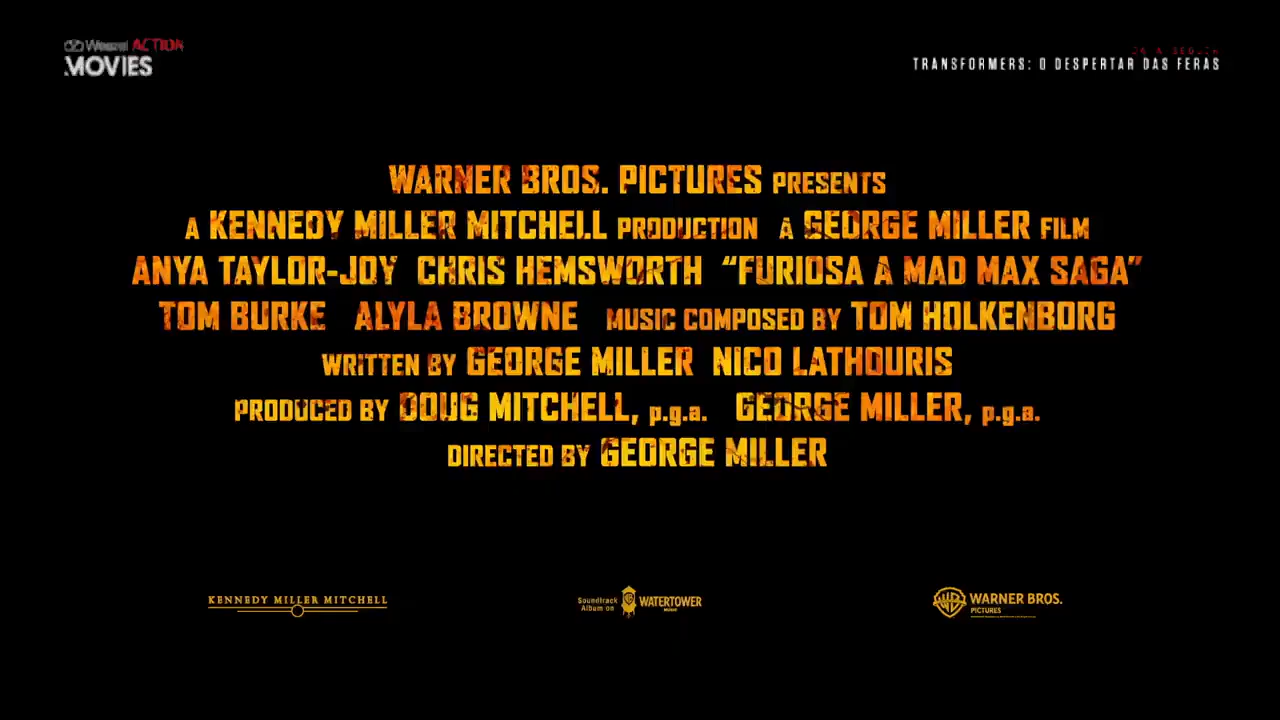 ACTION
MOVIES
TRANSFORMERS: O DESPERTAR DAS FERAS
WARNER BROS. PICTURES PRESENTS
A KENNEDY MILLER MITCHELL PRODUCTION A GEORGE MILLER FILM
ANYA TAYLOR-JOY CHRIS HEMSWORTH "FURIOSA A MAD MAX SAGA"
TOM BURKE ALYLA BROWNE MUSIC COMPOSED BY TOM HOLKENBORG
WRITTEN BY GEORGE MILLER NICO LATHOURIS
PRODUCED BY DOUG MITCHELL, p.g.a. GEORGE MILLER, p.g.a.
DIRECTED BY GEORGE MILLER
KENNEDY MILLER MITCHELL
Soundtrack
Album on
WATERTOWER
MUSIC
WARNER BROS.
PICTURES